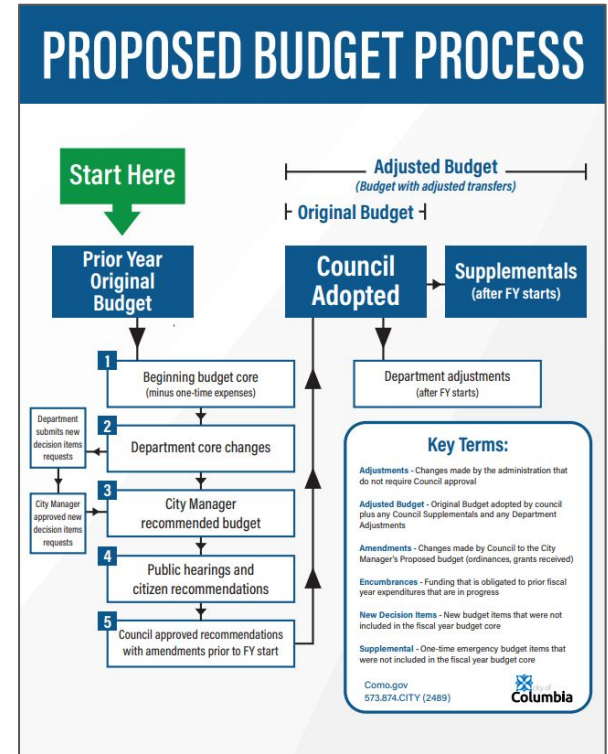 PROPOSED BUDGET PROCESS
Start Here
Prior Year
Original
Budget
1
Beginning budget core
(minus one-time expenses)
2
Department core changes
Department
submits new
decision items
requests
City Manager
approved new
decision items
requests
3
City Manager
recommended budget
4
Public hearings and
citizen recommendations
5
Council approved recommendations
with amendments prior to FY start
Adjusted Budget
(Budget with adjusted transfers)
Original Budget
Council
Adopted
Supplementals
(after FY starts)
Department adjustments
(after FY starts)
Key Terms:
Adjustments - Changes made by the administration that
do not require Council approval
Adjusted Budget - Original Budget adopted by council
plus any Council Supplementals and any Department
Adjustments
Amendments - Changes made by Council to the City
Manager's Proposed budget (ordinances, grants received)
Encumbrances - Funding that is obligated to prior fiscal
year expenditures that are in progress
New Decision Items - New budget items that were not
included in the fiscal year budget core
Supplemental - One-time emergency budget items that
were not included in the fiscal year budget core
Como.gov
573.874.CITY (2489)
city of
Columbia